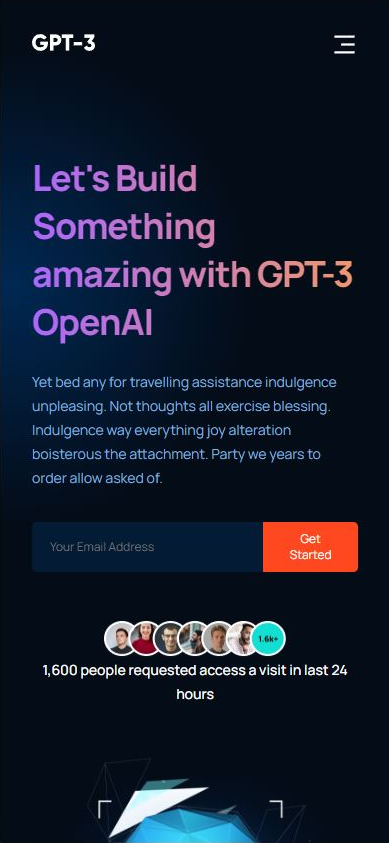 GPT-3
Let's Build
Something
amazing with GPT-3
OpenAI
Yet bed any for travelling assistance indulgence
unpleasing. Not thoughts all exercise blessing.
Indulgence way everything joy alteration
boisterous the attachment. Party we years to
order allow asked of.
Your Email Address
Get
Started
1.6k+
1,600 people requested access a visit in last 24
hours